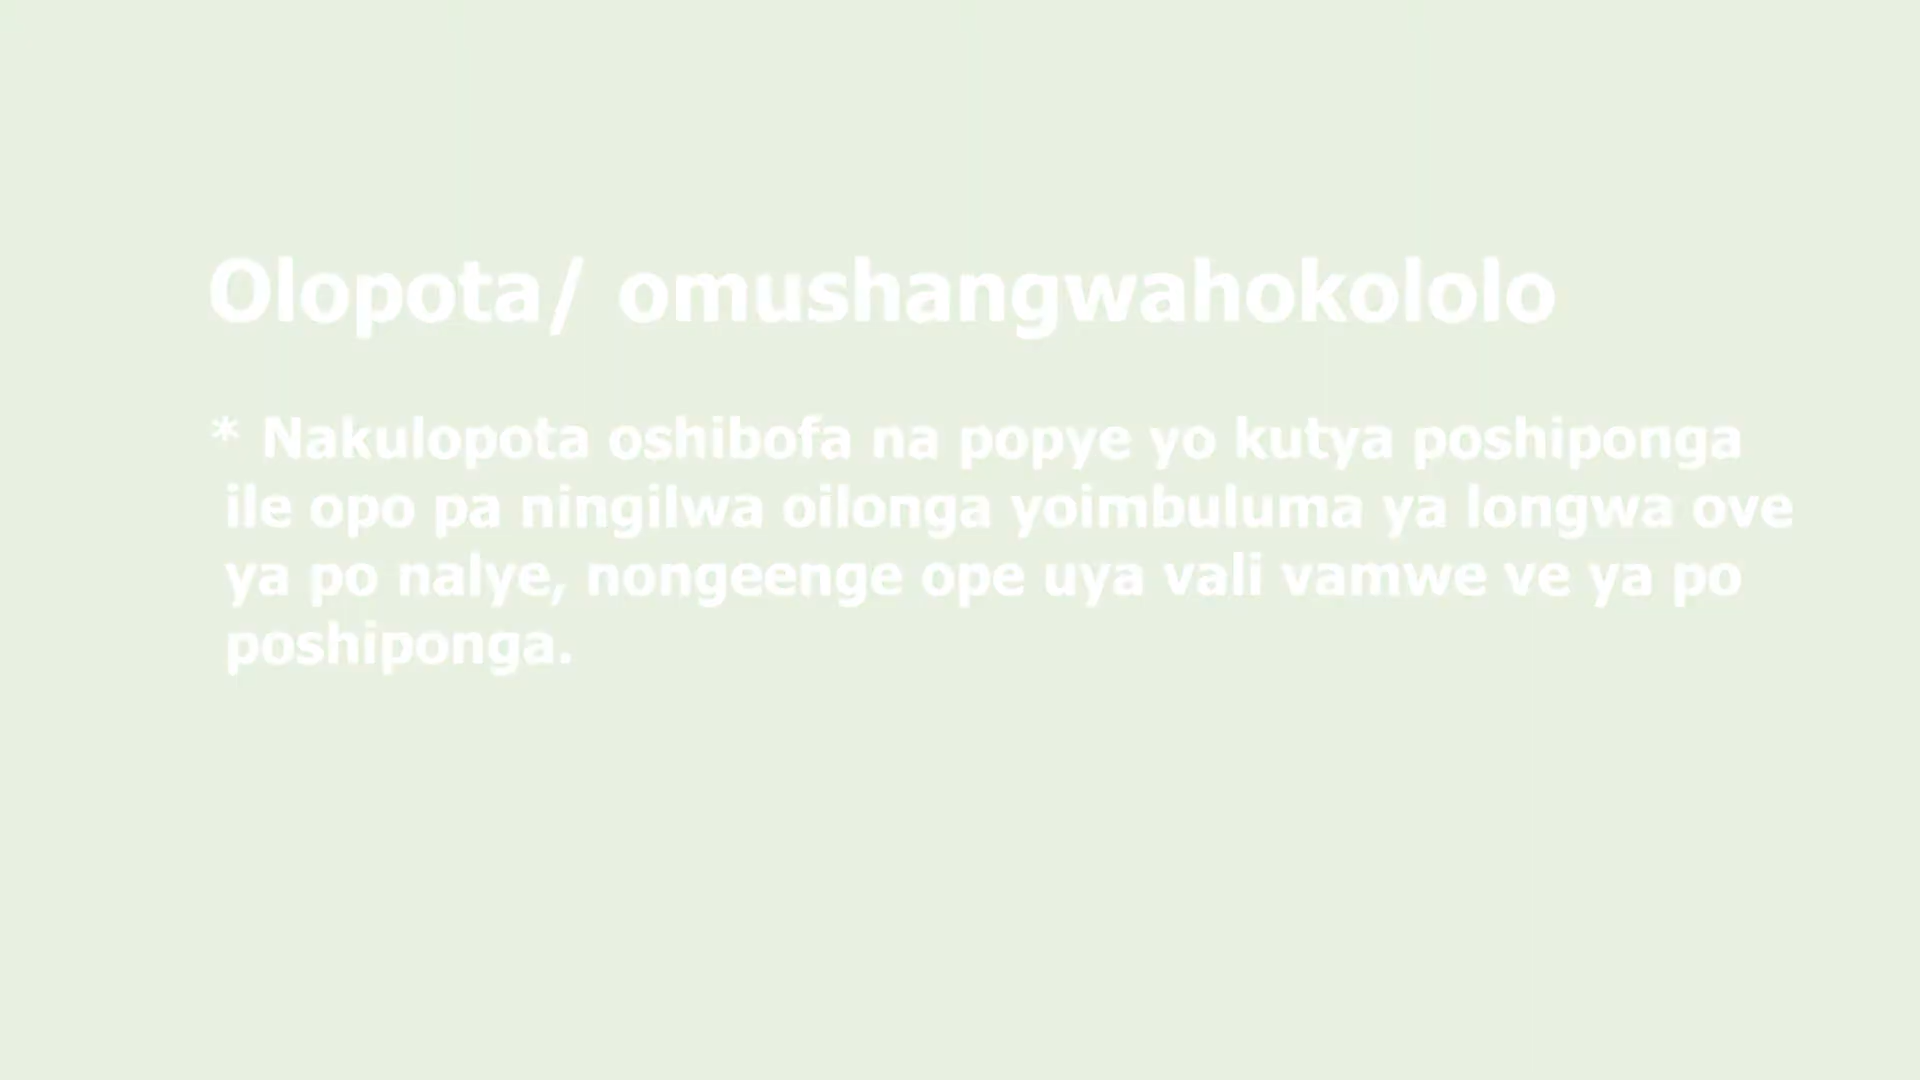 Olopota/ omushangwahokololo
* Nakulopota oshibofa na popye yo kutya poshiponga
ile opo pa ningilwa oilonga yoimbuluma ya longwa ove
ya po nalye, nongeenge ope uya vali vamwe ve ya po
poshiponga.